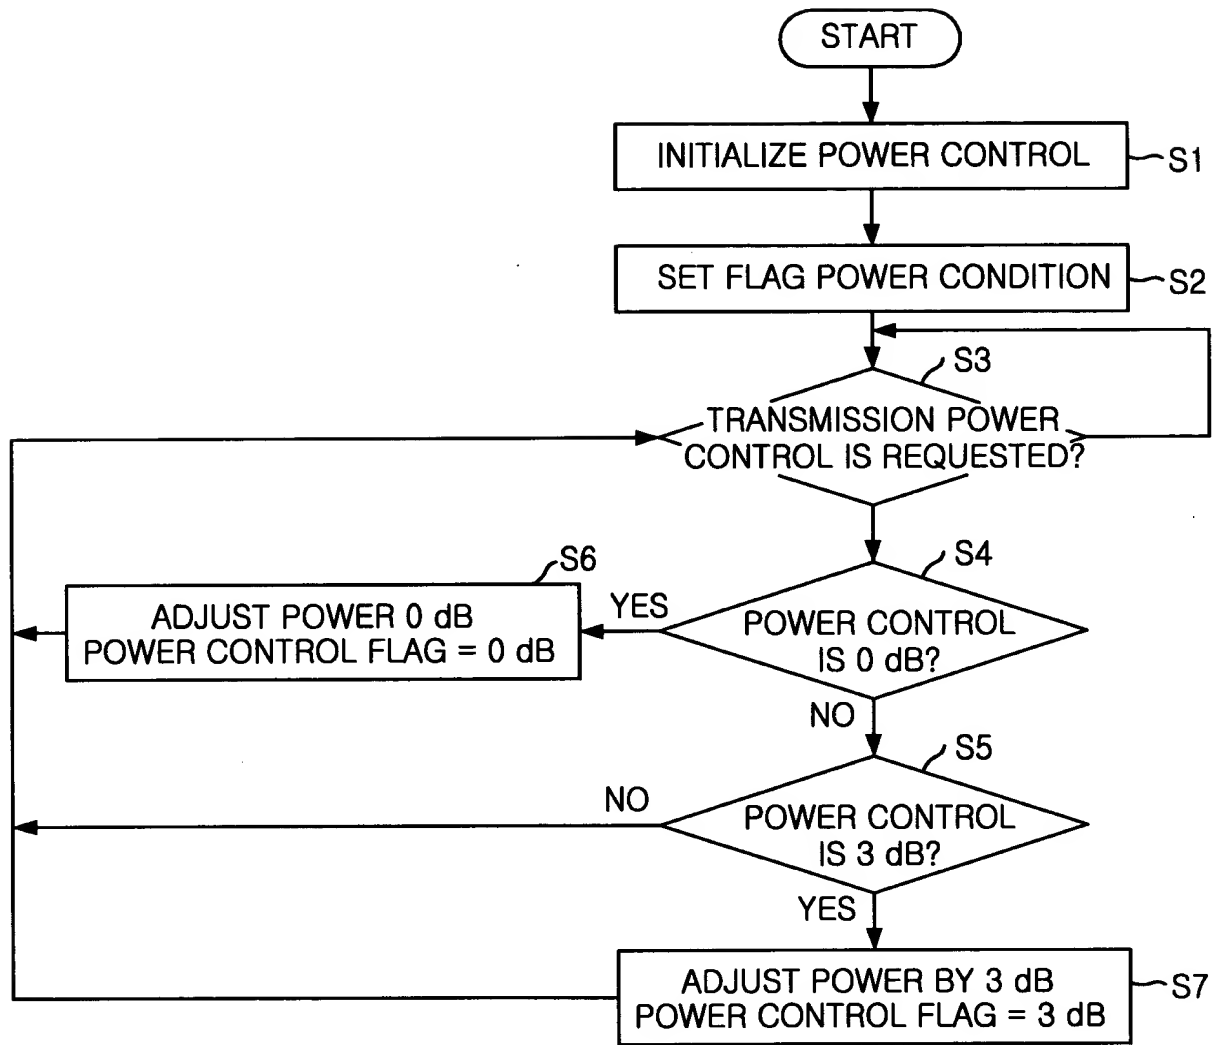 START
INITIALIZE POWER CONTROL
S1
SET FLAG POWER CONDITION
S2
S3
TRANSMISSION POWER
CONTROL IS REQUESTED?
S4
POWER CONTROL
IS 0 dB?
YES
S6
ADJUST POWER 0 dB
POWER CONTROL FLAG = 0 dB
NO
S5
POWER CONTROL
IS 3 dB?
NO
YES
ADJUST POWER BY 3 dB
POWER CONTROL FLAG = 3 dB
S7